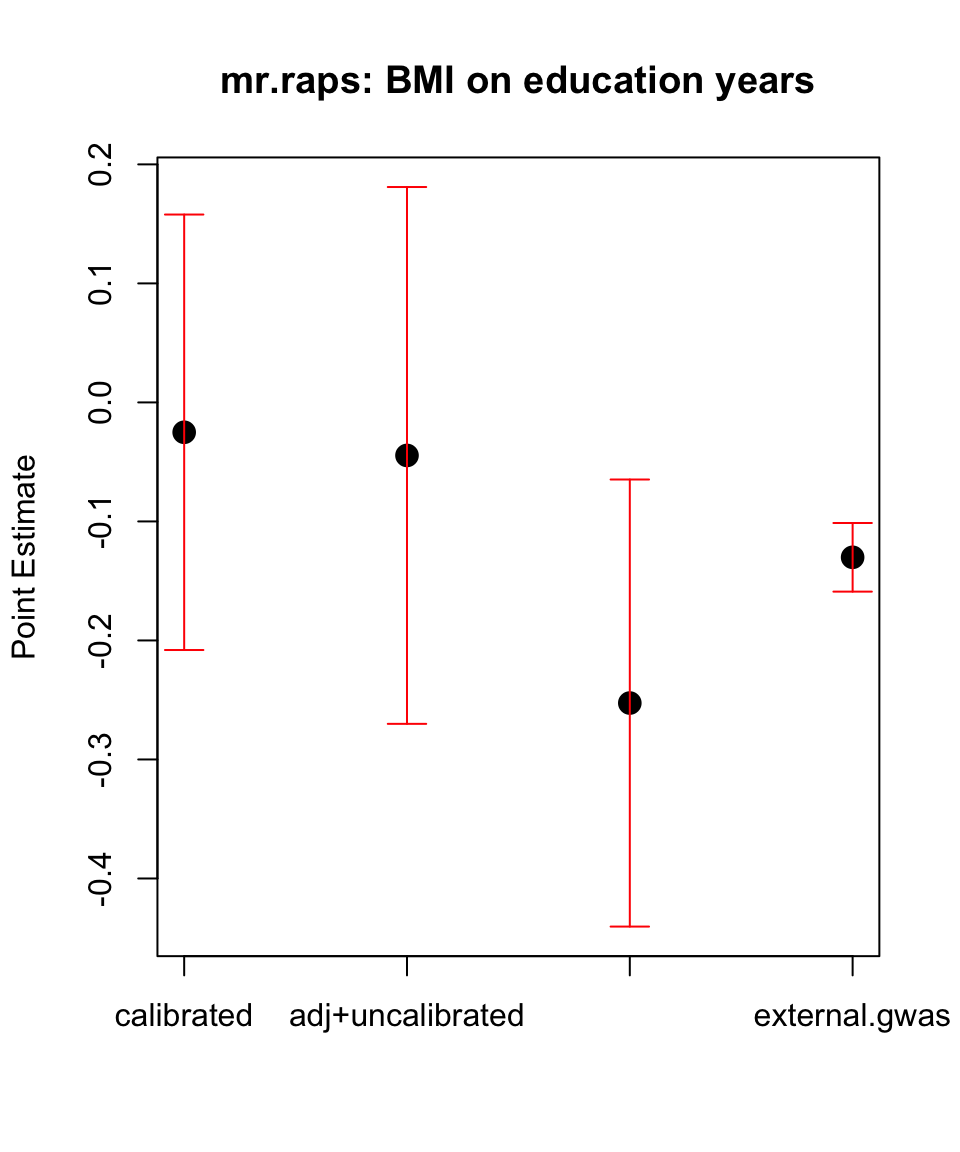 mr.raps: BMI on education years
Point Estimate
0.2
0.1
0.0
-0.1
-0.2
-0.3
-0.4
calibrated adj+uncalibrated external.gwas